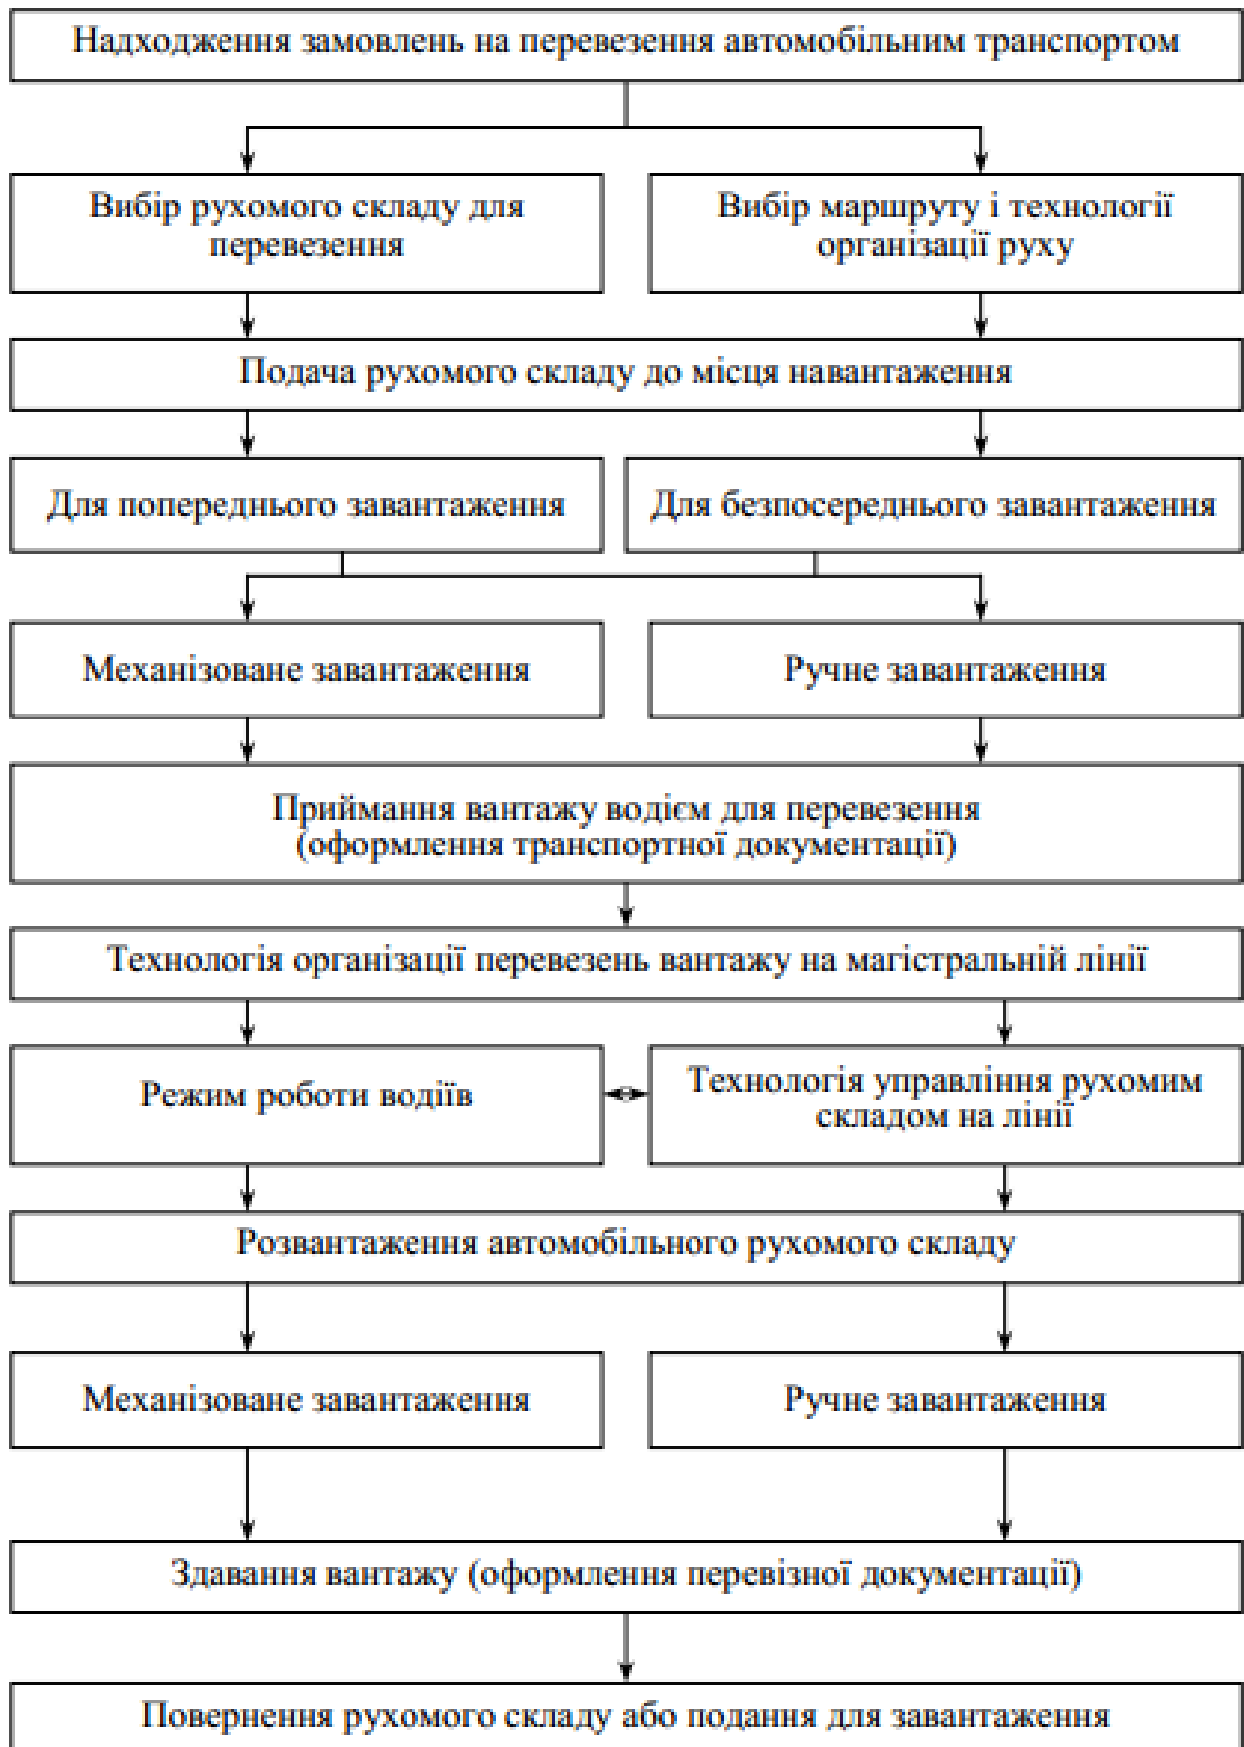 Надходження замовлень на перевезення автомобільним транспортом
Вибір рухомого складу для
перевезення
Вибір маршруту і технології
організації руху
Подача рухомого складу до місця навантаження
Для попереднього завантаження
Для безпосереднього завантаження
Механізоване завантаження
Ручне завантаження
Приймання вантажу водієм для перевезення
(оформлення транспортної документації)
Технологія організації перевезень вантажу на магістральній лінії
Режим роботи водіїв
Технологія управління рухомим
складом на лінії
Розвантаження автомобільного рухомого складу
Механізоване завантаження
Ручне завантаження
Здавання вантажу (оформлення перевізної документації)
Повернення рухомого складу або подання для завантаження